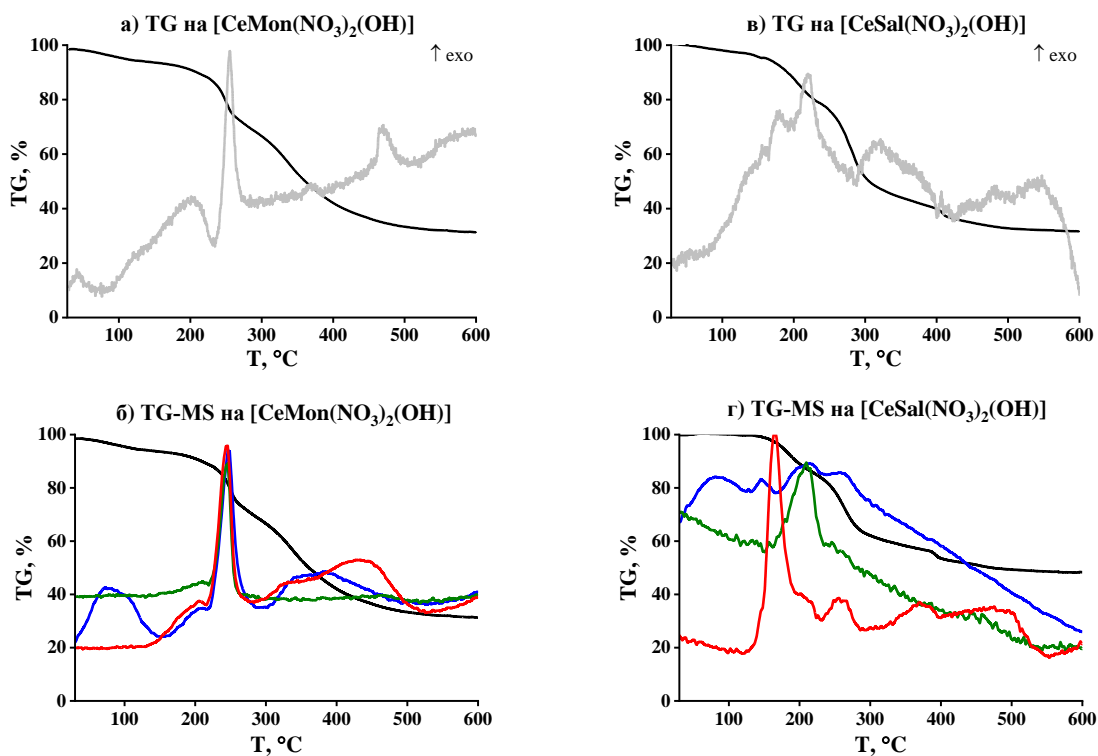 а) TG на [CeMon(NO₃)₂(OH)]
↑ exo
TG, %
100
80
60
40
20
0
100 200 300 400 500 600
T, °C
в) TG на [CeSal(NO₃)₂(OH)]
↑ exo
TG, %
100
80
60
40
20
0
100 200 300 400 500 600
T, °C
б) TG-MS на [CeMon(NO₃)₂(OH)]
TG, %
100
80
60
40
20
0
100 200 300 400 500 600
T, °C
г) TG-MS на [CeSal(NO₃)₂(OH)]
TG, %
100
80
60
40
20
0
100 200 300 400 500 600
T, °C